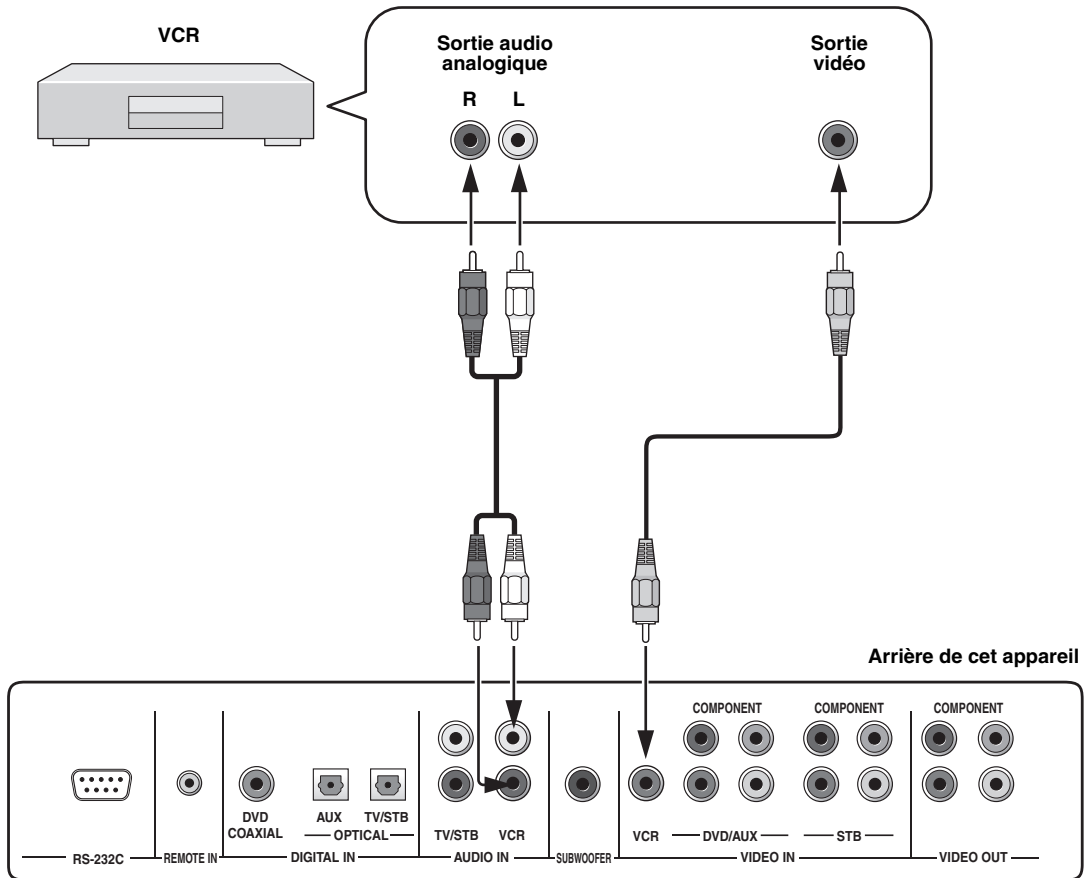 VCR
Sortie audio
analogique
Sortie
vidéo
R L
Arrière de cet appareil
COMPONENT COMPONENT COMPONENT
DVD
COAXIAL
AUX TV/STB
OPTICAL
TV/STB VCR
VCR DVD/AUX STB
RS-232C REMOTE IN DIGITAL IN AUDIO IN SUBWOOFER VIDEO IN VIDEO OUT